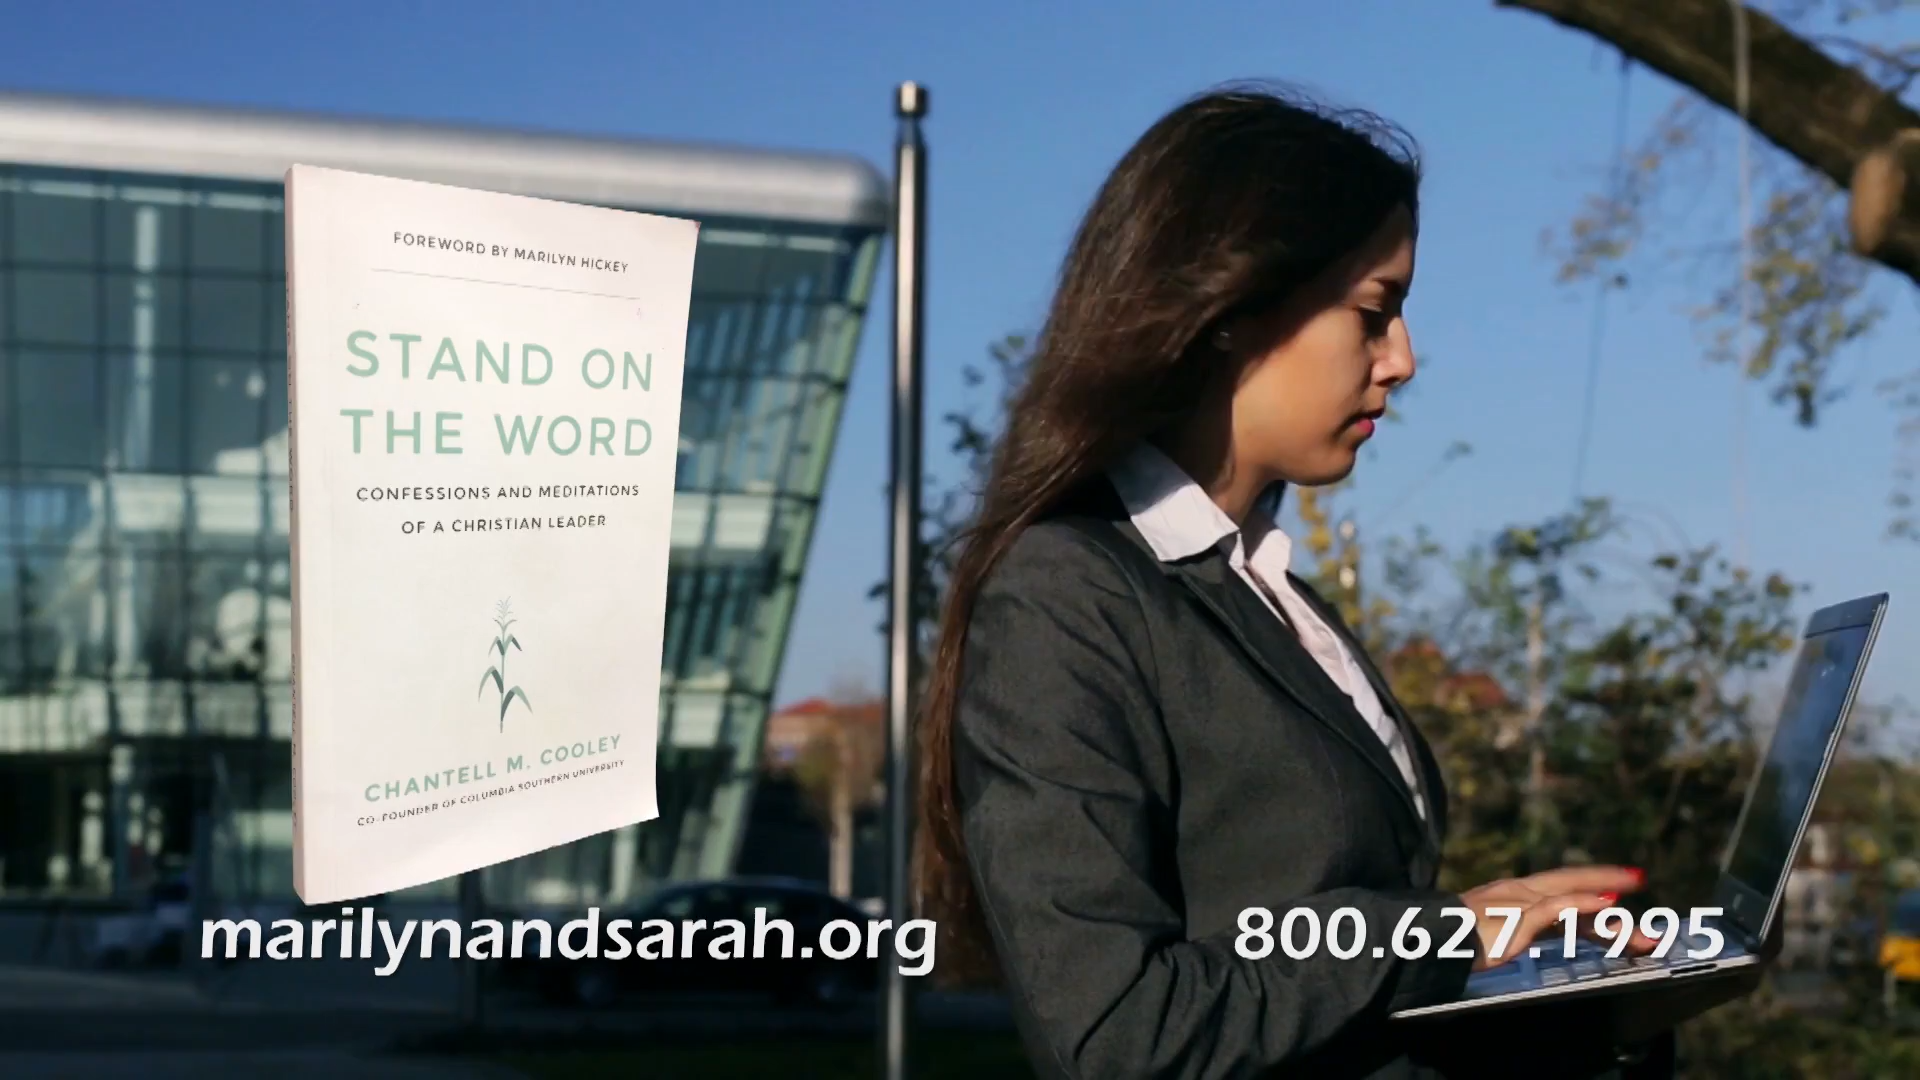 FOREWORD BY MARILYN HICKEY
STAND ON
THE WORD
CONFESSIONS AND MEDITATIONS
OF A CHRISTIAN LEADER
CHANTELL M. COOLEY
CO-FOUNDER OF COLUMBIA SOUTHERN UNIVERSITY
marilynandsarah.org
800.627.1995